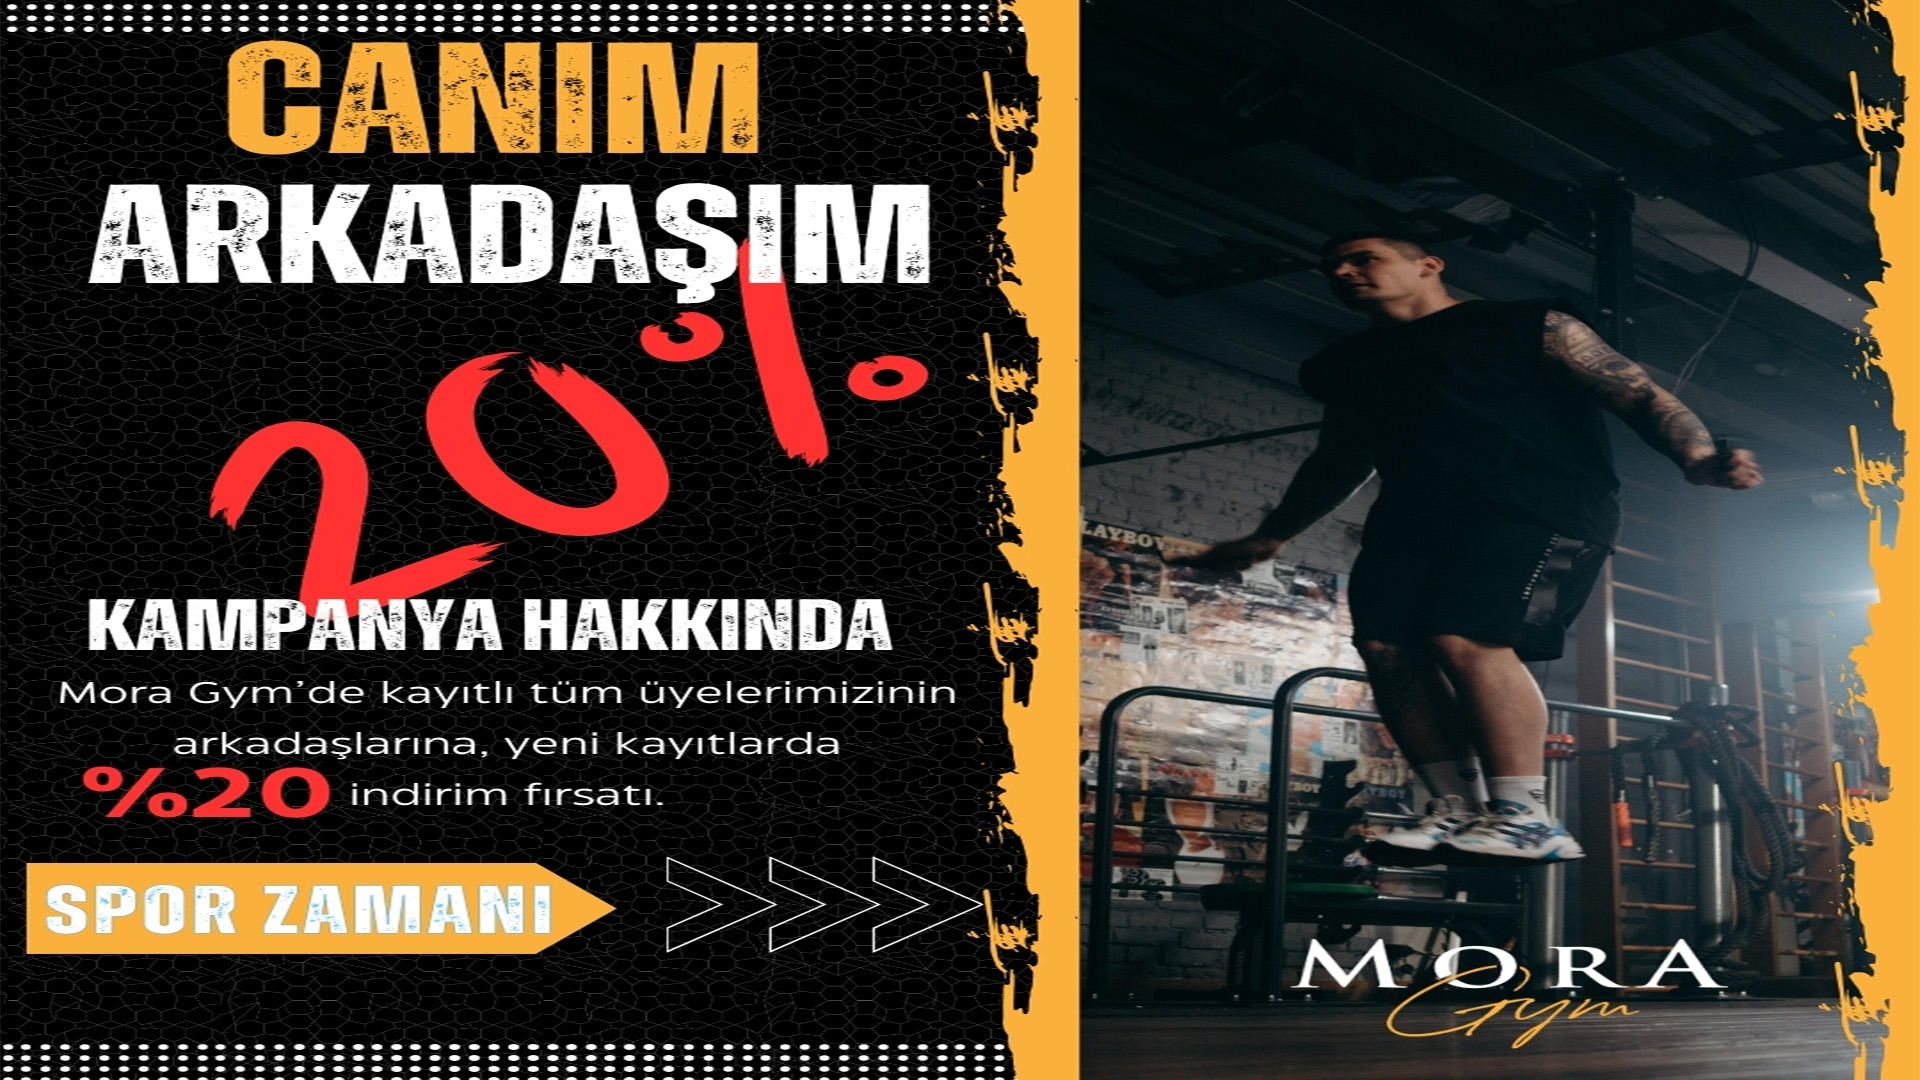 CANIM
ARKADAŞIM
20%
KAMPANYA HAKKINDA
Mora Gym’de kayıtlı tüm üyelerimizinin
arkadaşlarına, yeni kayıtlarda
%20 indirim fırsatı.
SPOR ZAMANI
LAYBOY
MORA
Gym